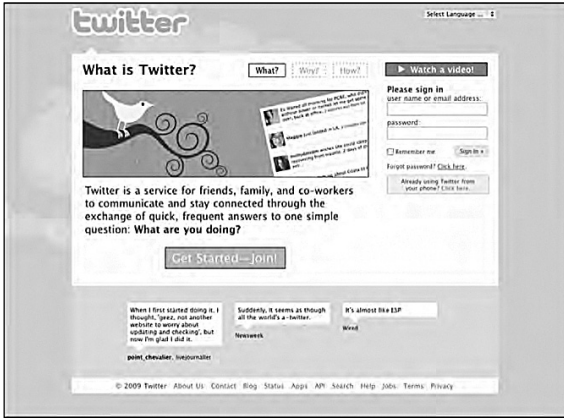 twitter
Select Language ...
What is Twitter?
What?
Why?
How?
Watch a video!
Please sign in
user name or email address:
password:
Remember me
Sign in »
Forgot password? Click here.
Already using Twitter from
your phone? Click here.
Maggie just landed in LA.
Twitter is a service for friends, family, and co-workers
to communicate and stay connected through the
exchange of quick, frequent answers to one simple
question: What are you doing?
Get Started—Join!
When I first started doing it, I
thought, 'geez, not another
website to worry about
updating and checking', but
now I'm glad I did it.
point_chevalier, livejournaller
Suddenly, it seems as though
all the world's a-twitter.
Newsweek
It's almost like ESP
Wired
© 2009 Twitter About Us Contact Blog Status Apps API Search Help Jobs Terms Privacy